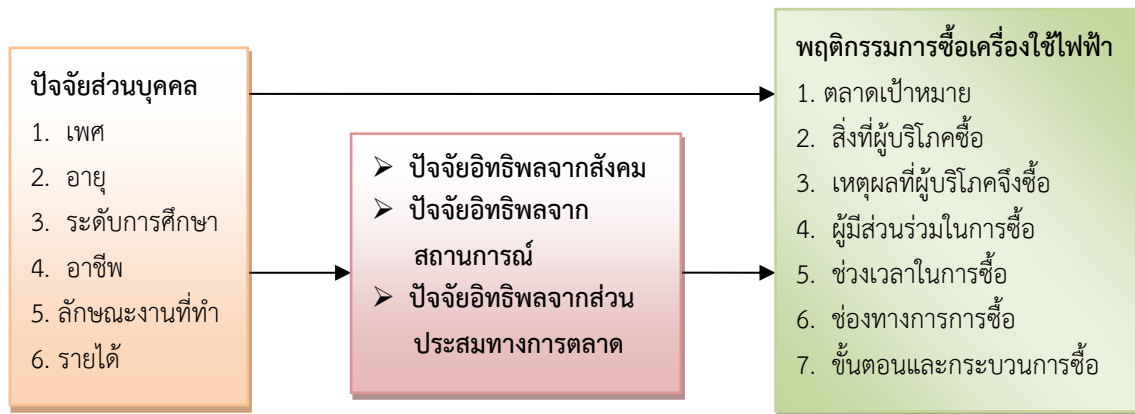 ปัจจัยส่วนบุคคล
1. เพศ
2. อายุ
3. ระดับการศึกษา
4. อาชีพ
5. ลักษณะงานที่ทำ
6. รายได้
➢ ปัจจัยอิทธิพลจากสังคม
➢ ปัจจัยอิทธิพลจาก
สถานการณ์
➢ ปัจจัยอิทธิพลจากส่วน
ประสมทางการตลาด
พฤติกรรมการซื้อเครื่องใช้ไฟฟ้า
1. ตลาดเป้าหมาย
2. สิ่งที่ผู้บริโภคซื้อ
3. เหตุผลที่ผู้บริโภคจึงซื้อ
4. ผู้มีส่วนร่วมในการซื้อ
5. ช่วงเวลาในการซื้อ
6. ช่องทางการการซื้อ
7. ขั้นตอนและกระบวนการซื้อ